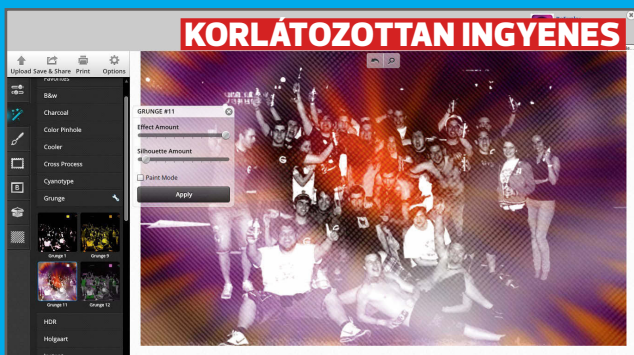 KORLÁTOZOTTAN INGYENES
Upload Save & Share Print Options
Favorites
B&w
Charcoal
Color Pinhole
Cooler
Cross Process
Cyanotype
Grunge
Grunge 1 Grunge 9
Grunge 11 Grunge 12
HDR
Holgaart
GRUNGE #11
Effect Amount
Silhouette Amount
Paint Mode
Apply